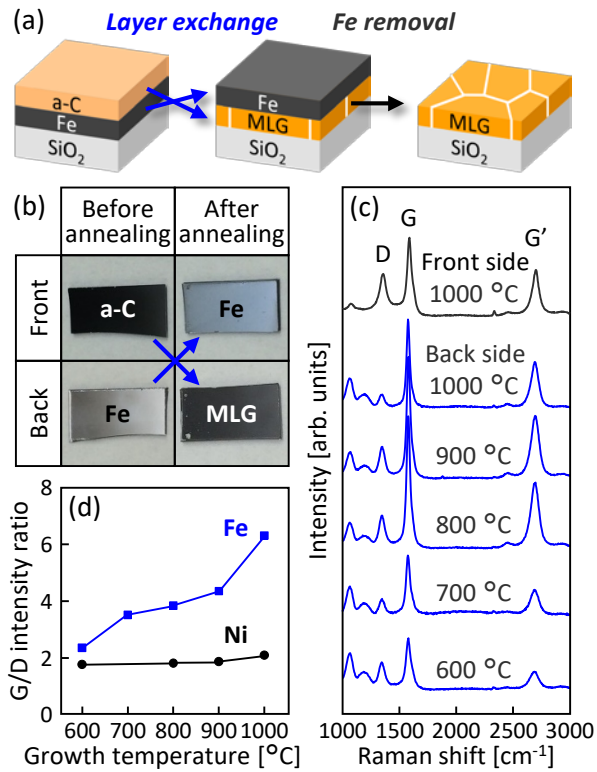 (a)
Layer exchange
Fe removal
a-C
Fe
SiO2
Fe
MLG
SiO2
MLG
SiO2
(b)
Before annealing
After annealing
Front
a-C
Fe
Back
Fe
MLG
(c)
G
D
G’
Front side
1000 °C
Back side
1000 °C
900 °C
800 °C
700 °C
600 °C
Intensity [arb. units]
1000 1500 2000 2500 3000
Raman shift [cm-1]
(d)
Fe
Ni
G/D intensity ratio
8
6
4
2
0
600 700 800 900 1000
Growth temperature [°C]